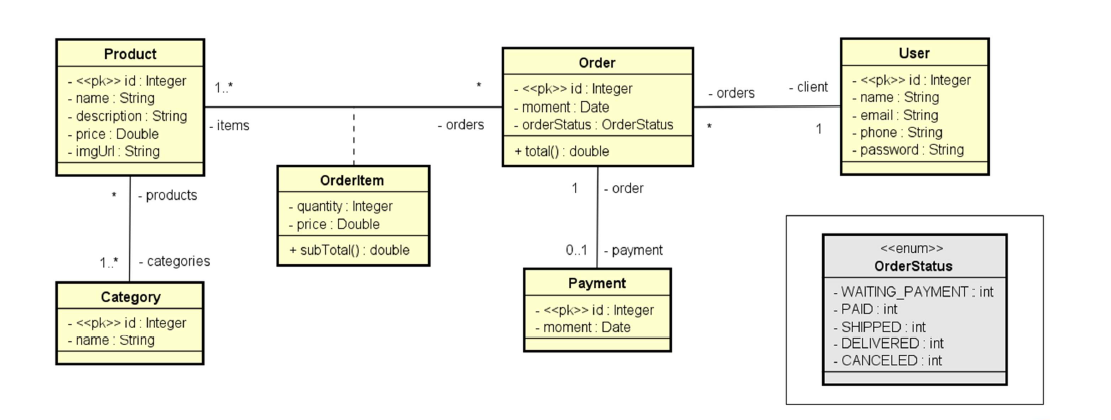 Product
- <<pk>> id : Integer
- name : String
- description : String
- price : Double
- imgUrl : String
1..*
- items
*
- orders
Order
- <<pk>> id : Integer
- moment : Date
- orderStatus : OrderStatus
+ total() : double
- orders
*
- client
1
User
- <<pk>> id : Integer
- name : String
- email : String
- phone : String
- password : String
OrderItem
- quantity : Integer
- price : Double
+ subTotal() : double
* - products
1..* - categories
Category
- <<pk>> id : Integer
- name : String
1 - order
0..1 - payment
Payment
- <<pk>> id : Integer
- moment : Date
<<enum>>
OrderStatus
- WAITING_PAYMENT : int
- PAID : int
- SHIPPED : int
- DELIVERED : int
- CANCELED : int